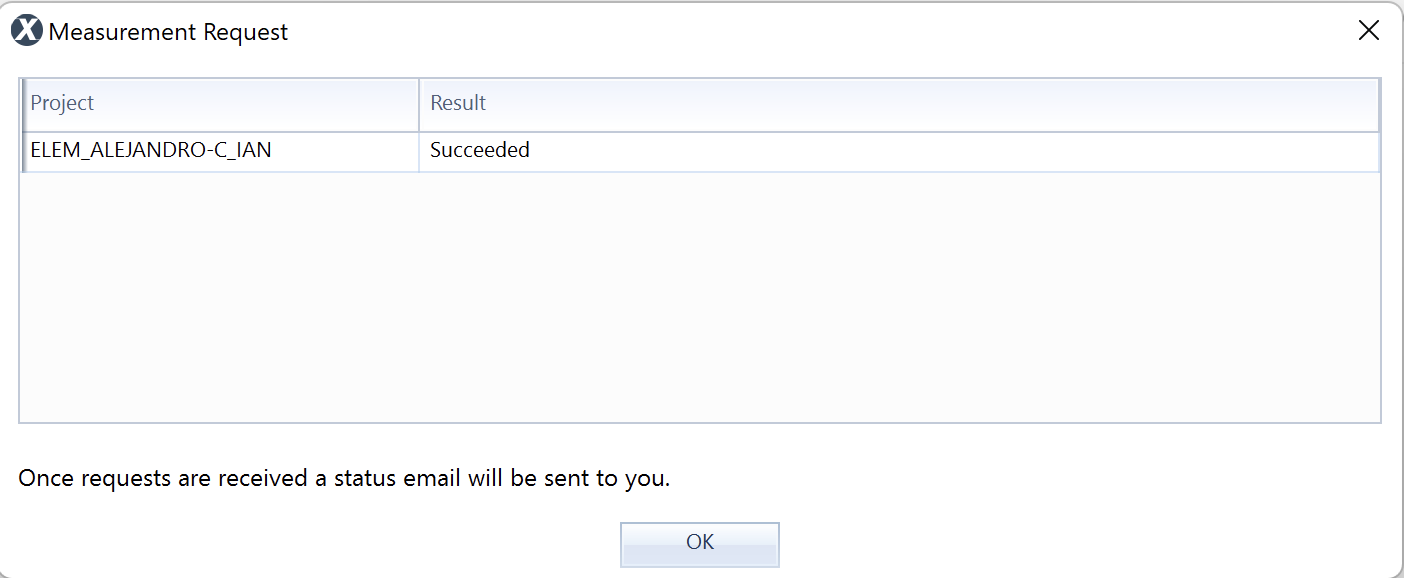 Measurement Request
Project Result
ELEM_ALEJANDRO-C_IAN Succeeded
Once requests are received a status email will be sent to you.
OK